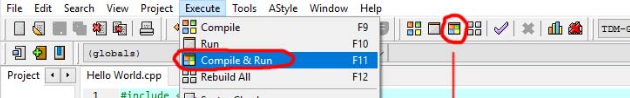 File Edit Search View Project Execute Tools AStyle Window Help
Compile F9
TDM-G
Run F10
(globals)
Compile & Run F11
Project Hello World.cpp
Rebuild All F12
1 #include